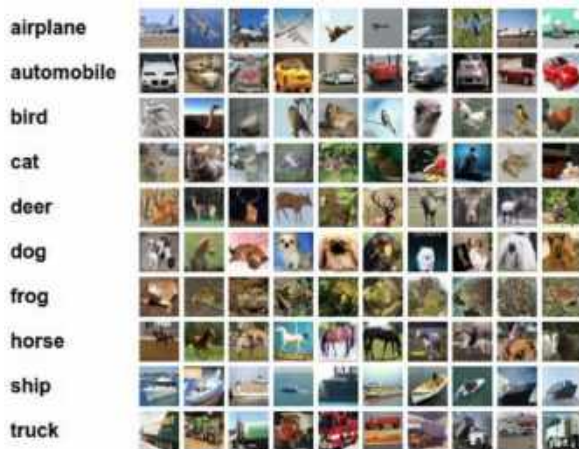 airplane
automobile
bird
cat
deer
dog
frog
horse
ship
truck